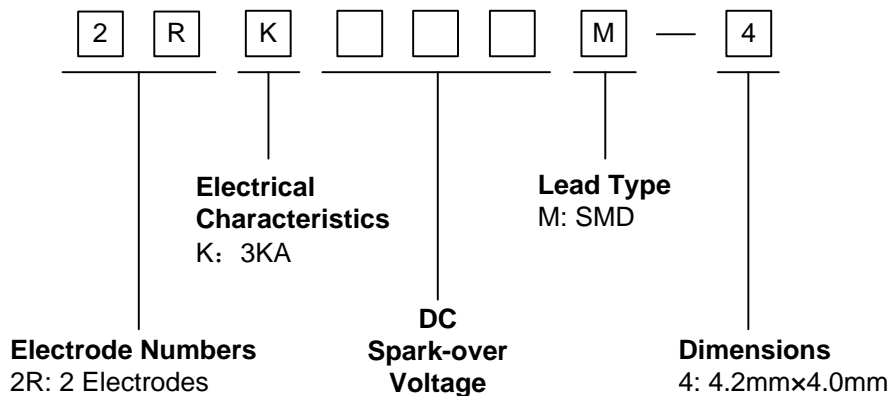 2 R K M — 4
Electrical
Characteristics
K：3KA
Lead Type
M: SMD
Electrode Numbers
2R: 2 Electrodes
DC
Spark-over
Voltage
Dimensions
4: 4.2mm×4.0mm